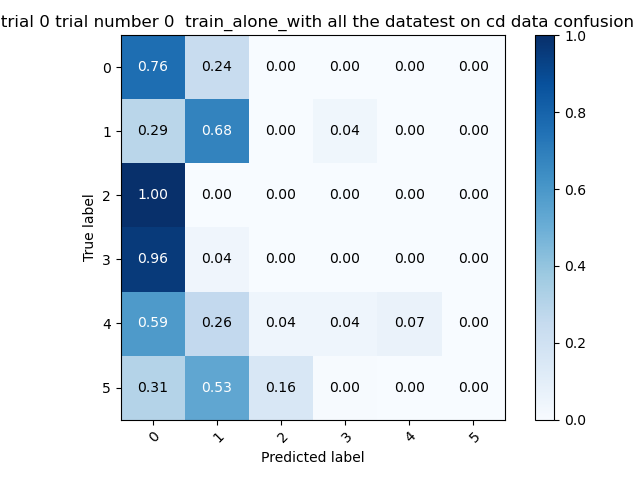 trial 0 trial number 0  train_alone_with all the datatest on cd data confusion
0 0.76 0.24 0.00 0.00 0.00 0.00
1 0.29 0.68 0.00 0.04 0.00 0.00
2 1.00 0.00 0.00 0.00 0.00 0.00
3 0.96 0.04 0.00 0.00 0.00 0.00
4 0.59 0.26 0.04 0.04 0.07 0.00
5 0.31 0.53 0.16 0.00 0.00 0.00
0 1 2 3 4 5
True label
Predicted label
1.0
0.8
0.6
0.4
0.2
0.0